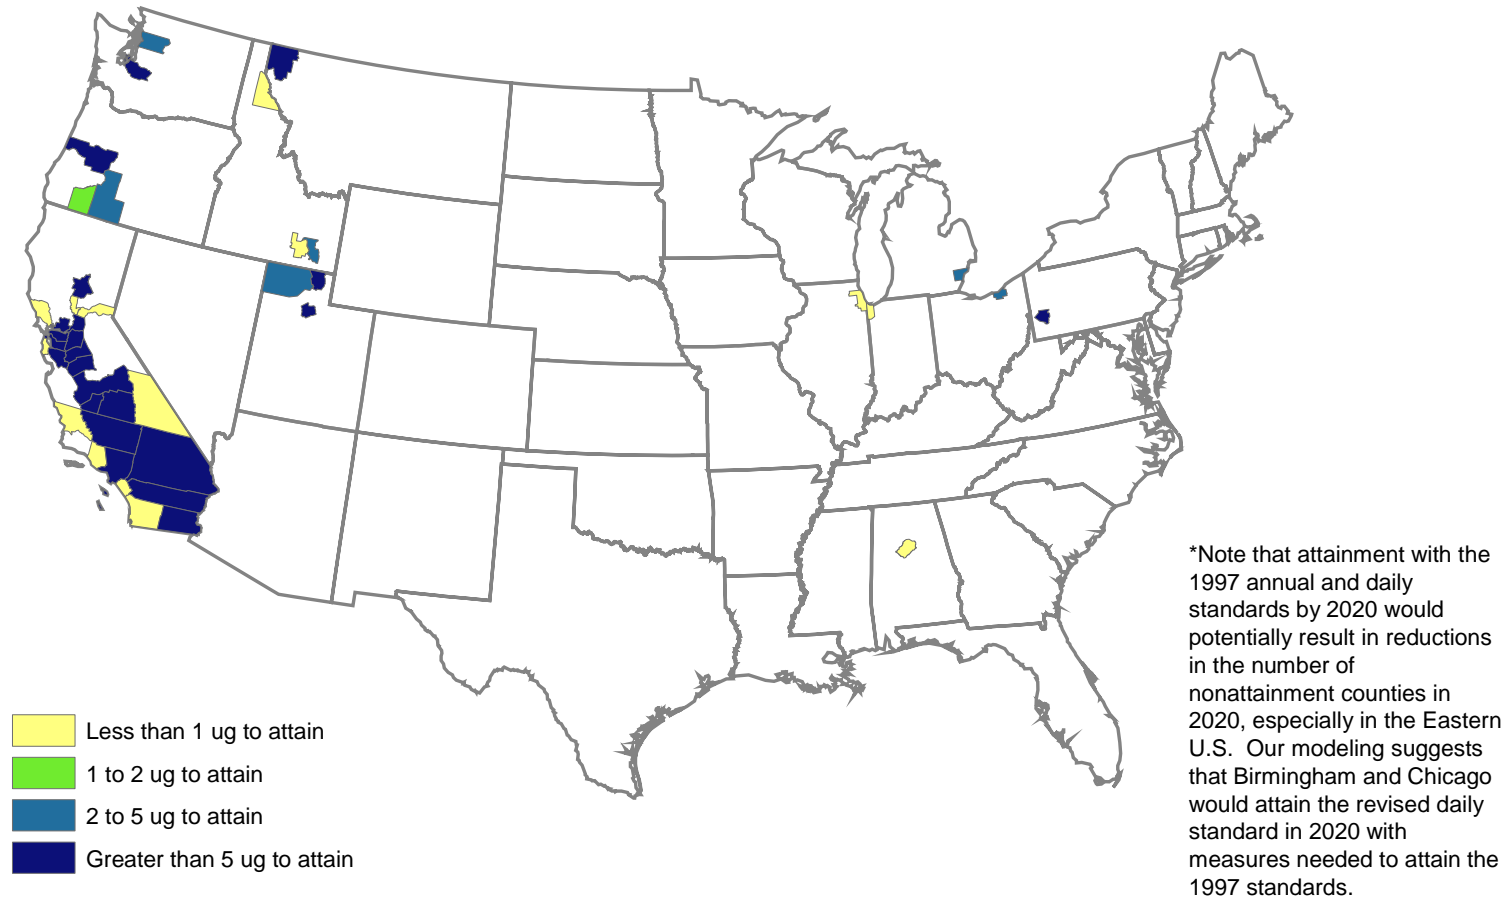 *Note that attainment with the
1997 annual and daily
standards by 2020 would
potentially result in reductions
in the number of
nonattainment counties in
2020, especially in the Eastern
U.S.  Our modeling suggests
that Birmingham and Chicago
would attain the revised daily
standard in 2020 with
measures needed to attain the
1997 standards.
Less than 1 ug to attain
1 to 2 ug to attain
2 to 5 ug to attain
Greater than 5 ug to attain